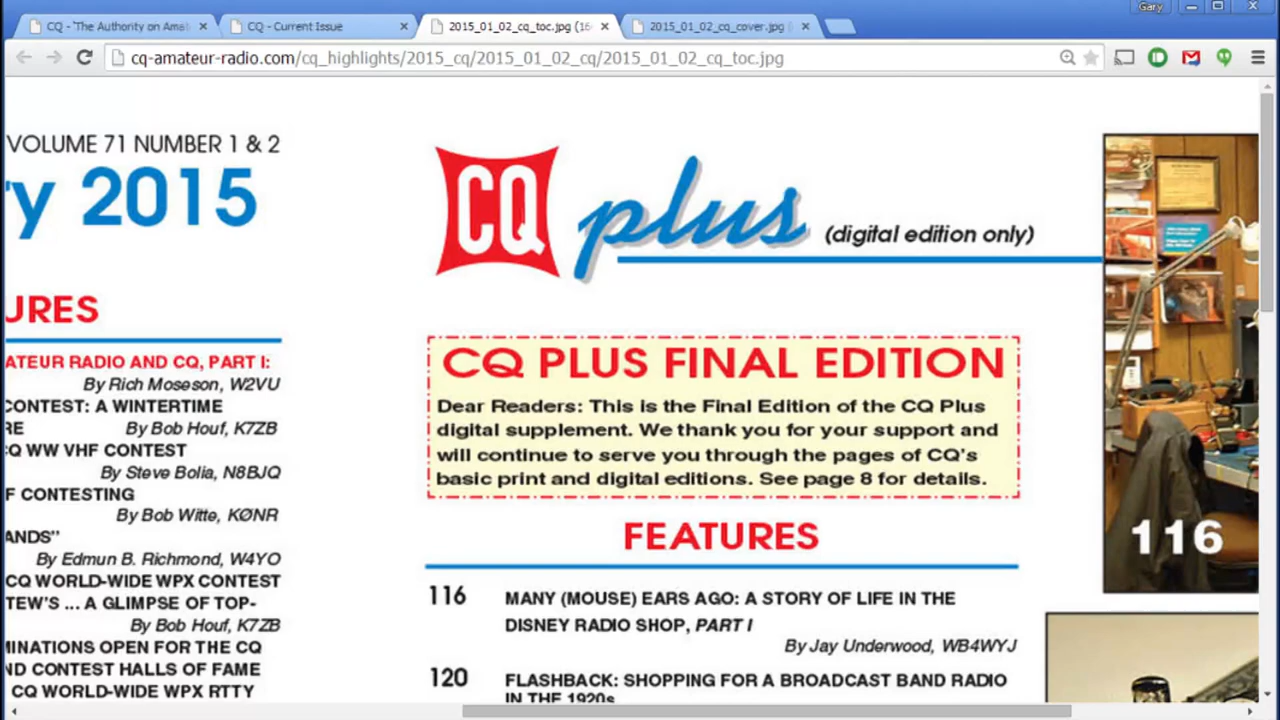 Gary
CQ - "The Authority on Amat
CQ - Current Issue
2015_01_02_cq_toc.jpg (16
2015_01_02_cq_cover.jpg (
cq-amateur-radio.com/cq_highlights/2015_cq/2015_01_02_cq/2015_01_02_cq_toc.jpg
VOLUME 71 NUMBER 1 & 2
ry 2015
URES
ATEUR RADIO AND CQ, PART I:
By Rich Moseson, W2VU
CONTEST: A WINTERTIME
RE By Bob Houf, K7ZB
CQ WW VHF CONTEST
By Steve Bolia, N8BJQ
F CONTESTING
By Bob Witte, KØNR
ANDS"
By Edmun B. Richmond, W4YO
CQ WORLD-WIDE WPX CONTEST
TEW'S ... A GLIMPSE OF TOP-
By Bob Houf, K7ZB
MINATIONS OPEN FOR THE CQ
ND CONTEST HALLS OF FAME
CQ WORLD-WIDE WPX RTTY
CQ plus (digital edition only)
CQ PLUS FINAL EDITION
Dear Readers: This is the Final Edition of the CQ Plus
digital supplement. We thank you for your support and
will continue to serve you through the pages of CQ's
basic print and digital editions. See page 8 for details.
FEATURES
116 MANY (MOUSE) EARS AGO: A STORY OF LIFE IN THE
DISNEY RADIO SHOP, PART I
By Jay Underwood, WB4WYJ
120 FLASHBACK: SHOPPING FOR A BROADCAST BAND RADIO
IN THE 1920s
116